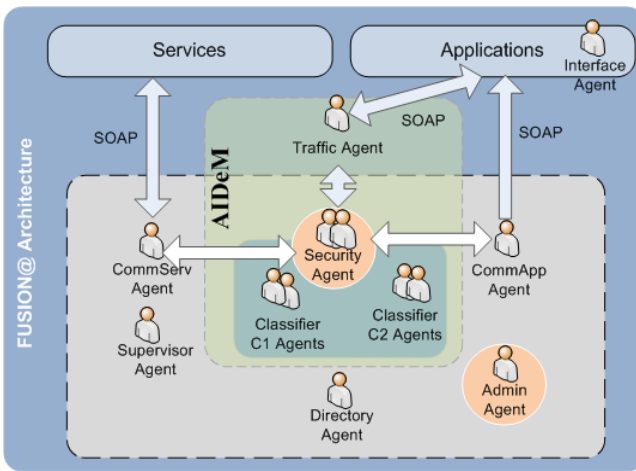 Services
Applications
Interface
Agent
SOAP
SOAP
SOAP
Traffic Agent
AIDeM
FUSION@ Architecture
Security
Agent
CommServ
Agent
CommApp
Agent
Classifier
C1 Agents
Classifier
C2 Agents
Supervisor
Agent
Directory
Agent
Admin
Agent